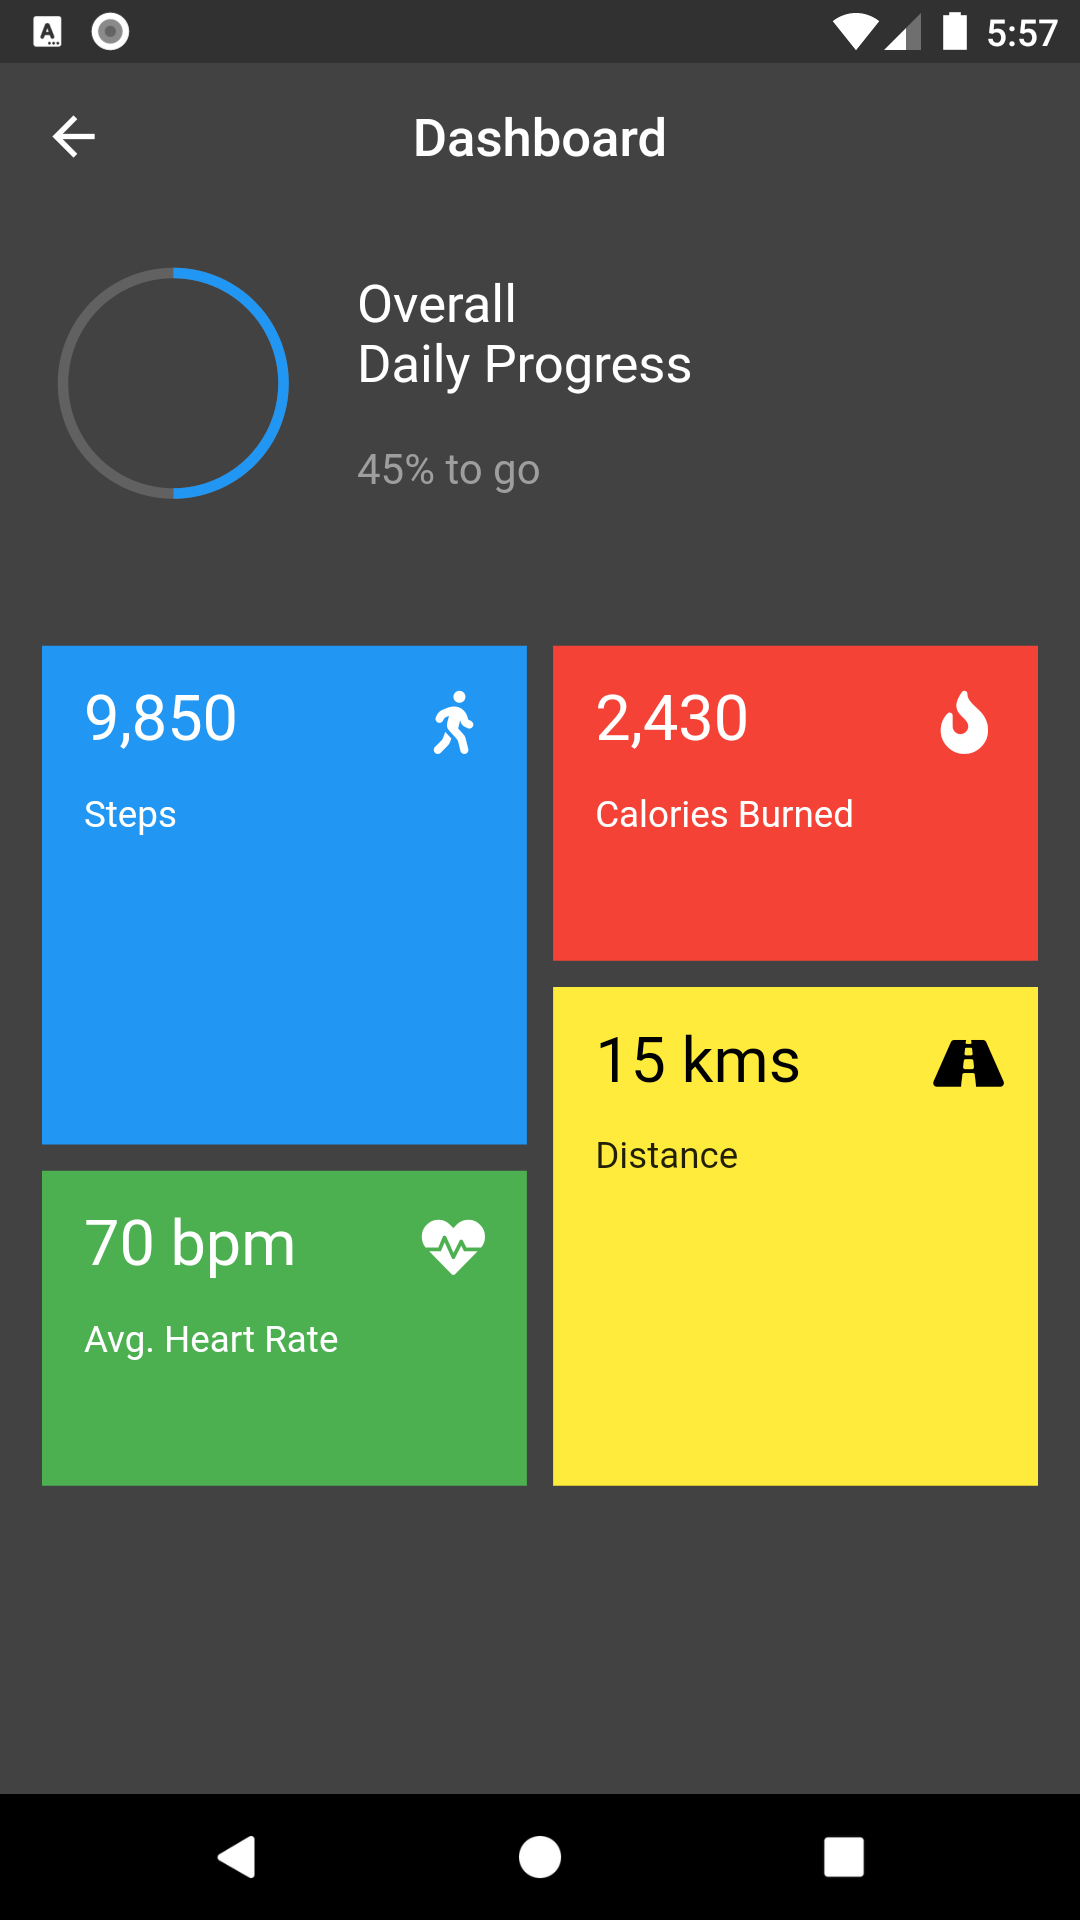 5:57
Dashboard
Overall
Daily Progress
45% to go
9,850
Steps
2,430
Calories Burned
15 kms
Distance
70 bpm
Avg. Heart Rate